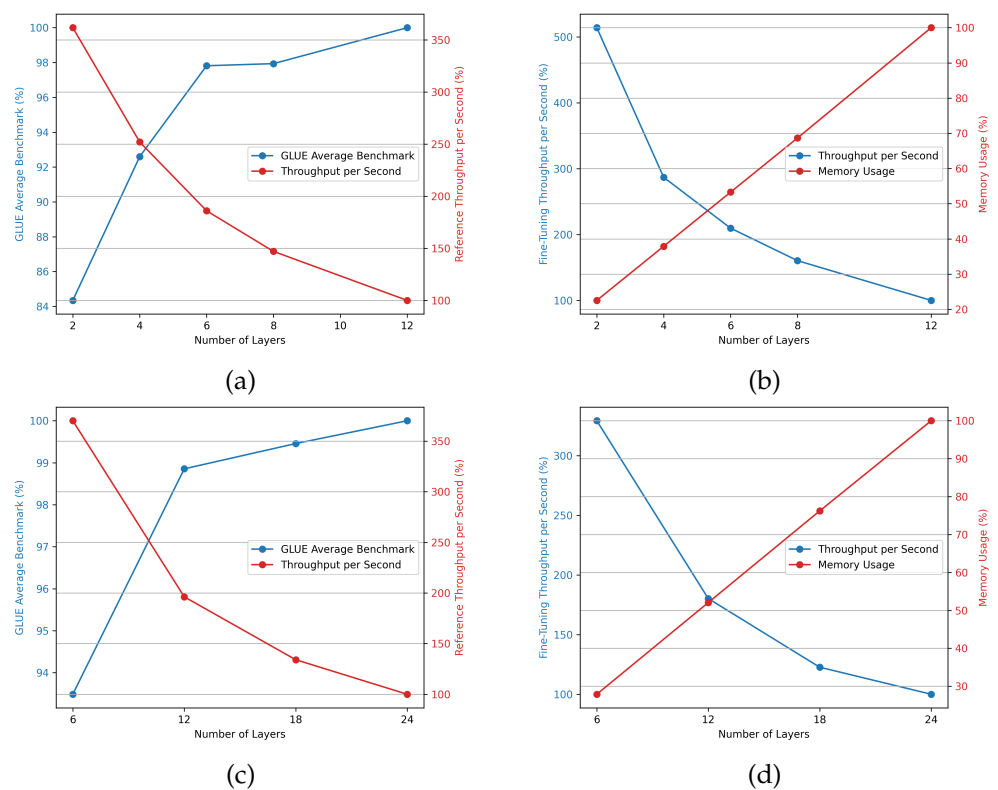 100
98
96
94
92
90
88
86
84
GLUE Average Benchmark (%)
350
300
250
200
150
100
Reference Throughput per Second (%)
GLUE Average Benchmark
Throughput per Second
2 4 6 8 10 12
Number of Layers
(a)
500
400
300
200
100
Fine-Tuning Throughput per Second (%)
100
90
80
70
60
50
40
30
20
Memory Usage (%)
Throughput per Second
Memory Usage
2 4 6 8 12
Number of Layers
(b)
100
99
98
97
96
95
94
GLUE Average Benchmark (%)
350
300
250
200
150
100
Reference Throughput per Second (%)
GLUE Average Benchmark
Throughput per Second
6 12 18 24
Number of Layers
(c)
300
250
200
150
100
Fine-Tuning Throughput per Second (%)
100
90
80
70
60
50
40
30
Memory Usage (%)
Throughput per Second
Memory Usage
6 12 18 24
Number of Layers
(d)